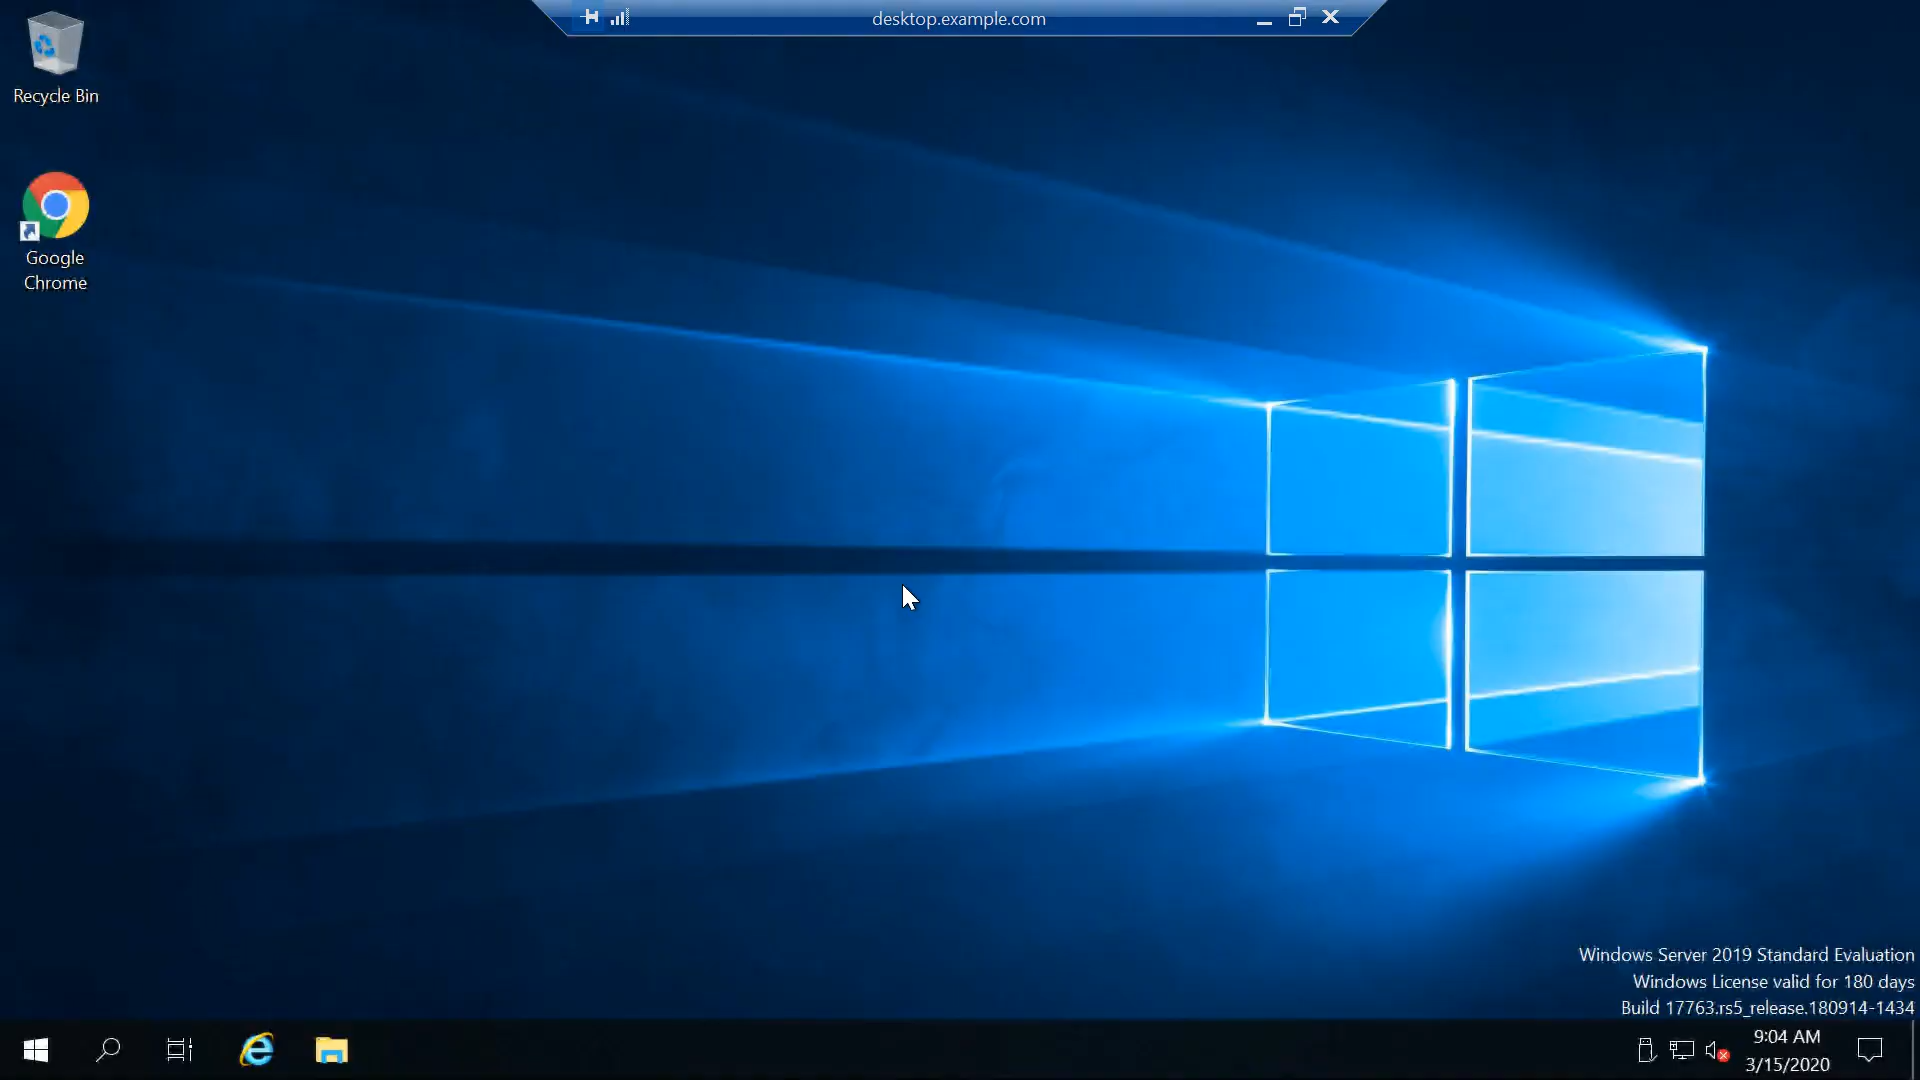 desktop.example.com
Recycle Bin
Google
Chrome
Windows Server 2019 Standard Evaluation
Windows License valid for 180 days
Build 17763.rs5_release.180914-1434
9:04 AM
3/15/2020